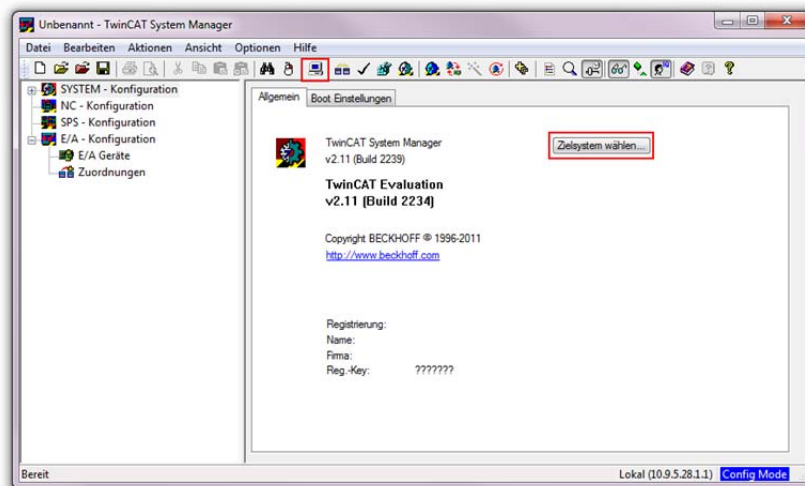 Unbenannt - TwinCAT System Manager
Datei Bearbeiten Aktionen Ansicht Optionen Hilfe
SYSTEM - Konfiguration
NC - Konfiguration
SPS - Konfiguration
E/A - Konfiguration
E/A Geräte
Zuordnungen
Allgemein Boot Einstellungen
TwinCAT System Manager
v2.11 (Build 2239)
Zielsystem wählen...
TwinCAT Evaluation
v2.11 (Build 2234)
Copyright BECKHOFF © 1996-2011
http://www.beckhoff.com
Registrierung:
Name:
Firma:
Reg.-Key: ???????
Bereit
Lokal (10.9.5.28.1.1) Config Mode